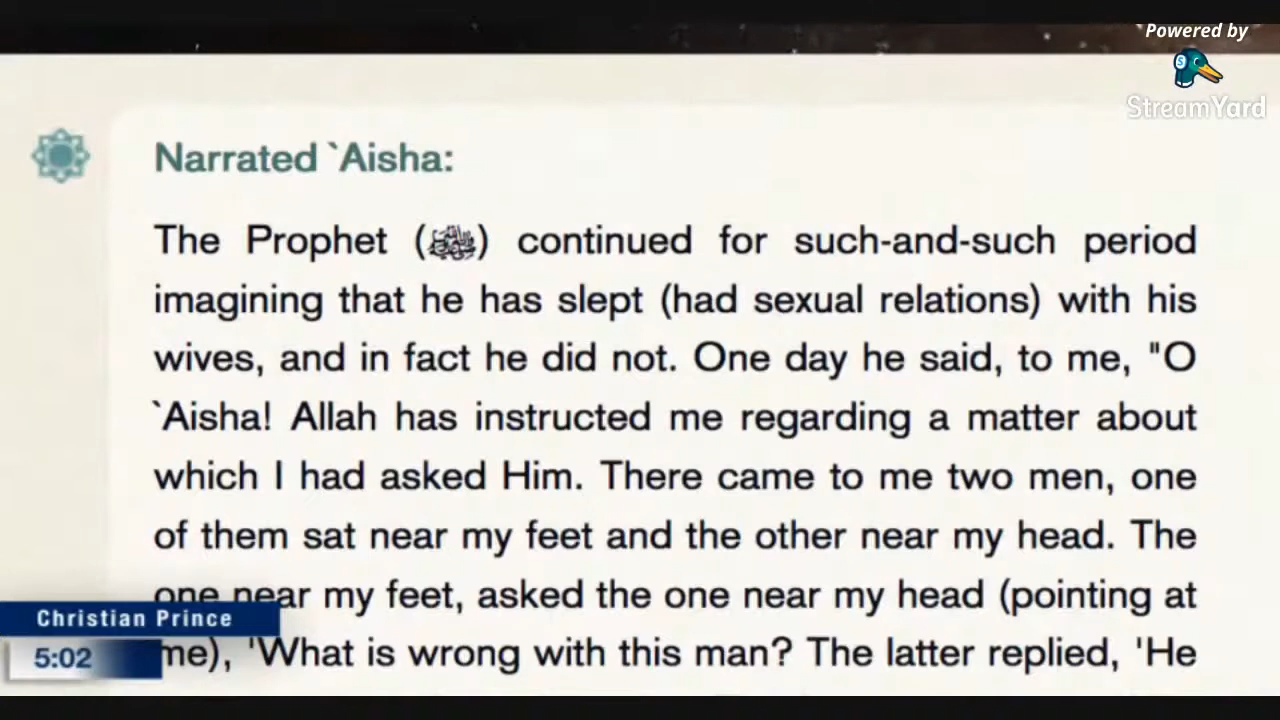 Powered by
StreamYard
Narrated `Aisha:
The Prophet (ﷺ) continued for such-and-such period
imagining that he has slept (had sexual relations) with his
wives, and in fact he did not. One day he said, to me, "O
`Aisha! Allah has instructed me regarding a matter about
which I had asked Him. There came to me two men, one
of them sat near my feet and the other near my head. The
one near my feet, asked the one near my head (pointing at
me), 'What is wrong with this man? The latter replied, 'He
Christian Prince
5:02